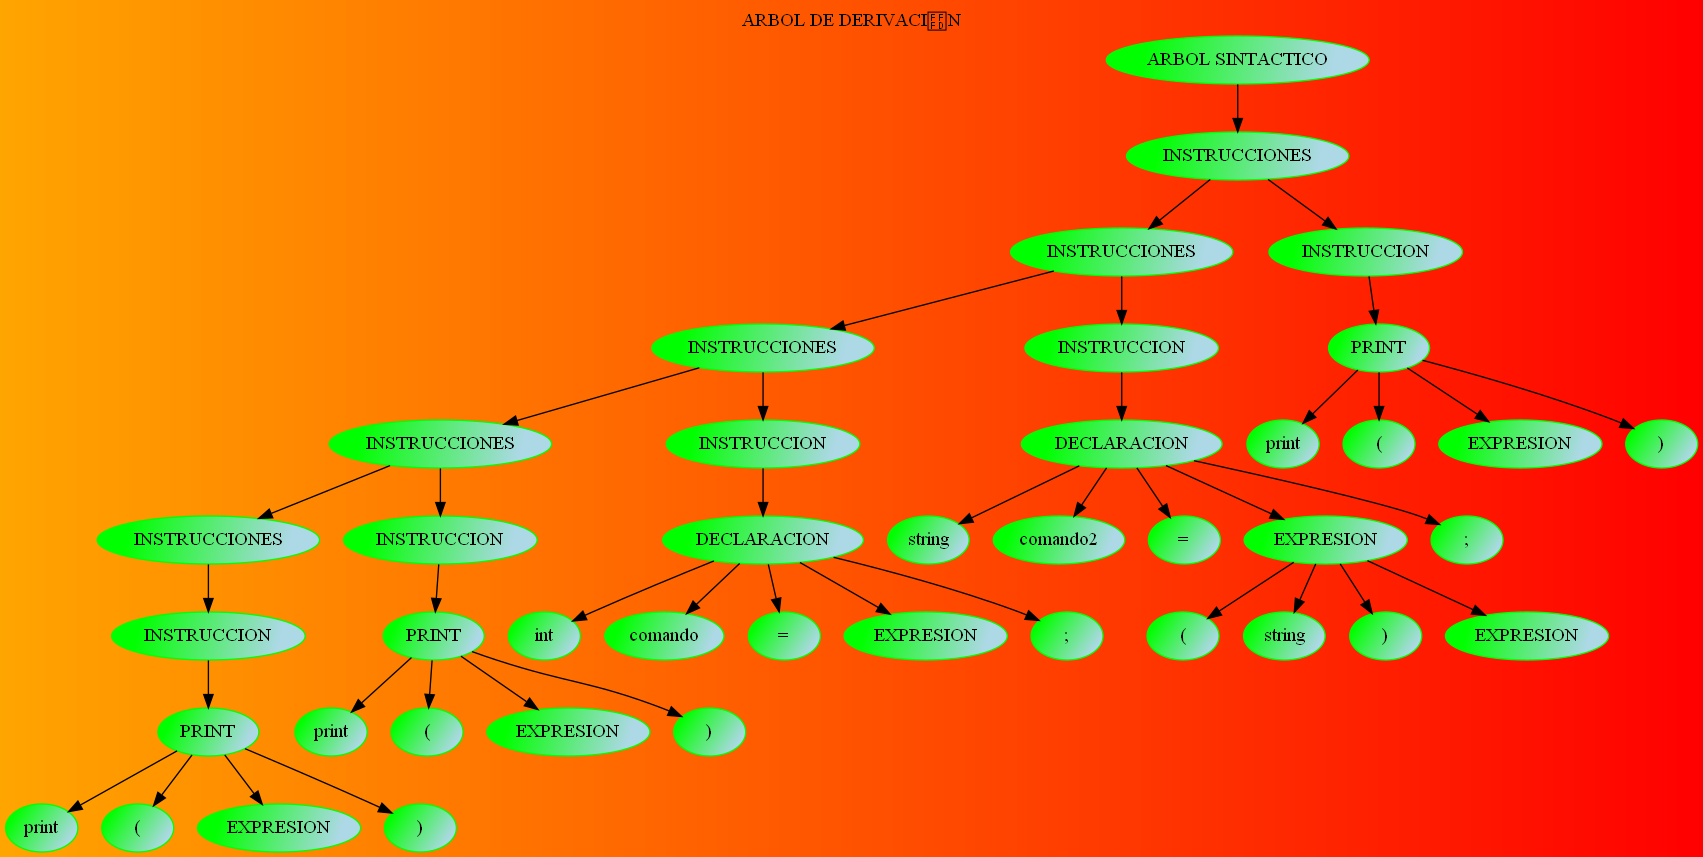 ARBOL DE DERIVACI�N
ARBOL SINTACTICO
INSTRUCCIONES
INSTRUCCIONES INSTRUCCION
INSTRUCCIONES INSTRUCCION PRINT
INSTRUCCIONES INSTRUCCION DECLARACION print ( EXPRESION )
INSTRUCCIONES INSTRUCCION DECLARACION string comando2 = EXPRESION ;
INSTRUCCION PRINT int comando = EXPRESION ; ( string ) EXPRESION
PRINT print ( EXPRESION )
print ( EXPRESION )